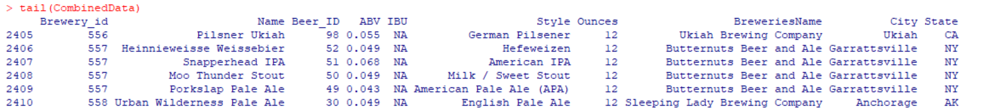 > tail(CombinedData)
Brewery_id Name Beer_ID ABV IBU Style Ounces BreweriesName City State
2405 556 Pilsner Ukiah 98 0.055 NA German Pilsener 12 Ukiah Brewing Company Ukiah CA
2406 557 Heinnieweisse Weissebier 52 0.049 NA Hefeweizen 12 Butternuts Beer and Ale Garrattsville NY
2407 557 Snapperhead IPA 51 0.068 NA American IPA 12 Butternuts Beer and Ale Garrattsville NY
2408 557 Moo Thunder Stout 50 0.049 NA Milk / Sweet Stout 12 Butternuts Beer and Ale Garrattsville NY
2409 557 Porkslap Pale Ale 49 0.043 NA American Pale Ale (APA) 12 Butternuts Beer and Ale Garrattsville NY
2410 558 Urban Wilderness Pale Ale 30 0.049 NA English Pale Ale 12 Sleeping Lady Brewing Company Anchorage AK